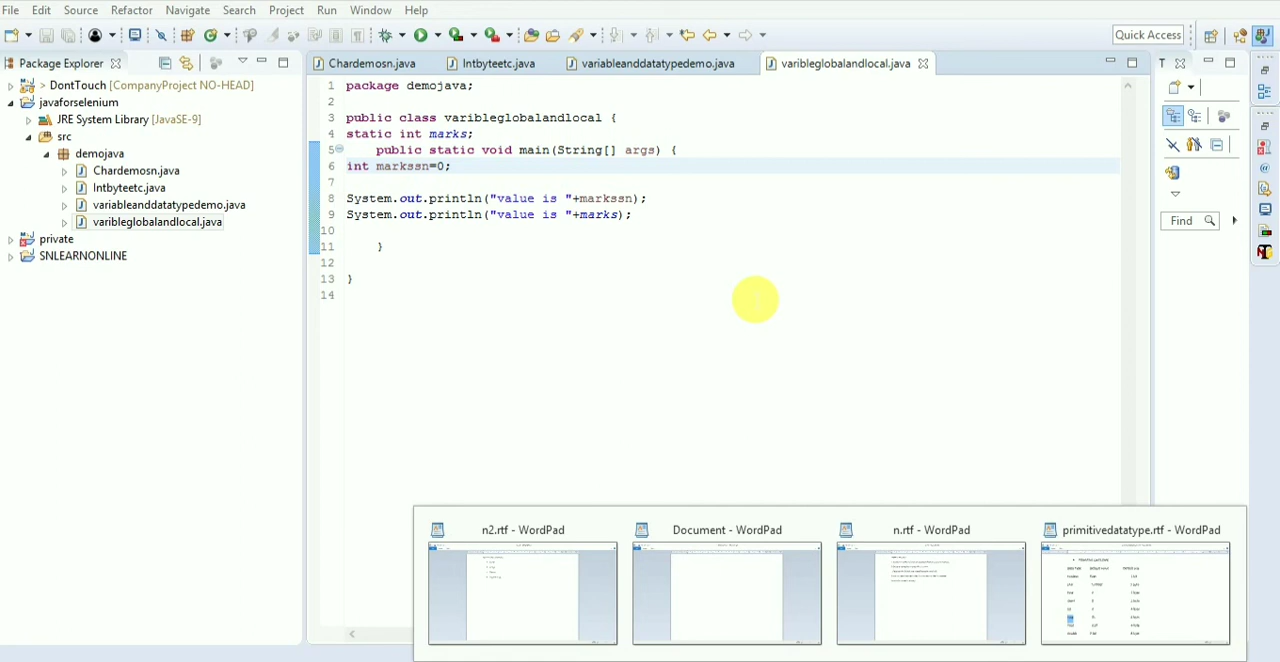 File Edit Source Refactor Navigate Search Project Run Window Help
Quick Access
Package Explorer
Chardemosn.java Intbyteetc.java variableanddatatypedemo.java varibleglobalandlocal.java T
> DontTouch [CompanyProject NO-HEAD]
javaforselenium
JRE System Library [JavaSE-9]
src
demojava
Chardemosn.java
Intbyteetc.java
variableanddatatypedemo.java
varibleglobalandlocal.java
private
SNLEARNONLINE
1 package demojava;
2
3 public class varibleglobalandlocal {
4 static int marks;
5 public static void main(String[] args) {
6 int markssn=0;
7
8 System.out.println("value is "+markssn);
9 System.out.println("value is "+marks);
10
11 }
12
13 }
14
Find
n2.rtf - WordPad Document - WordPad n.rtf - WordPad primitivedatatype.rtf - WordPad